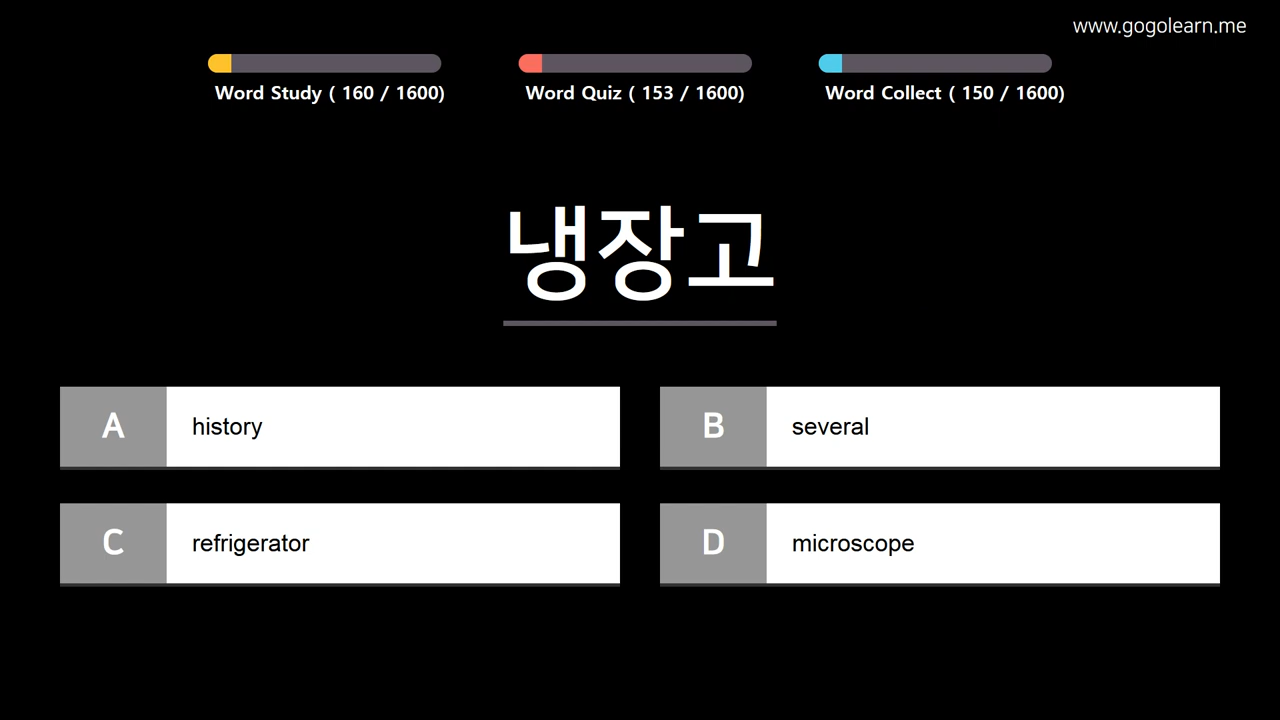 www.gogolearn.me
Word Study ( 160 / 1600)
Word Quiz ( 153 / 1600)
Word Collect ( 150 / 1600)
냉장고
A history
B several
C refrigerator
D microscope